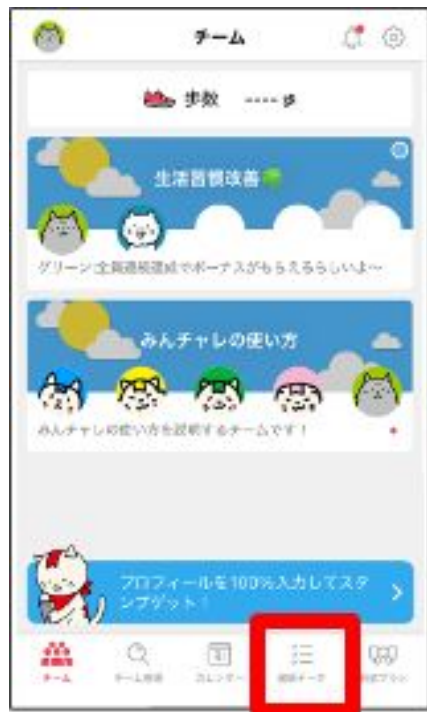 チーム
歩数 ---- 歩
生活習慣改善
グリーン:全員連続達成でボーナスがもらえるらしいよ〜
みんチャレの使い方
みんチャレの使い方を説明するチームです!
プロフィールを100%入力してスタ
ンプゲット!
チーム
チーム検索
カレンダー